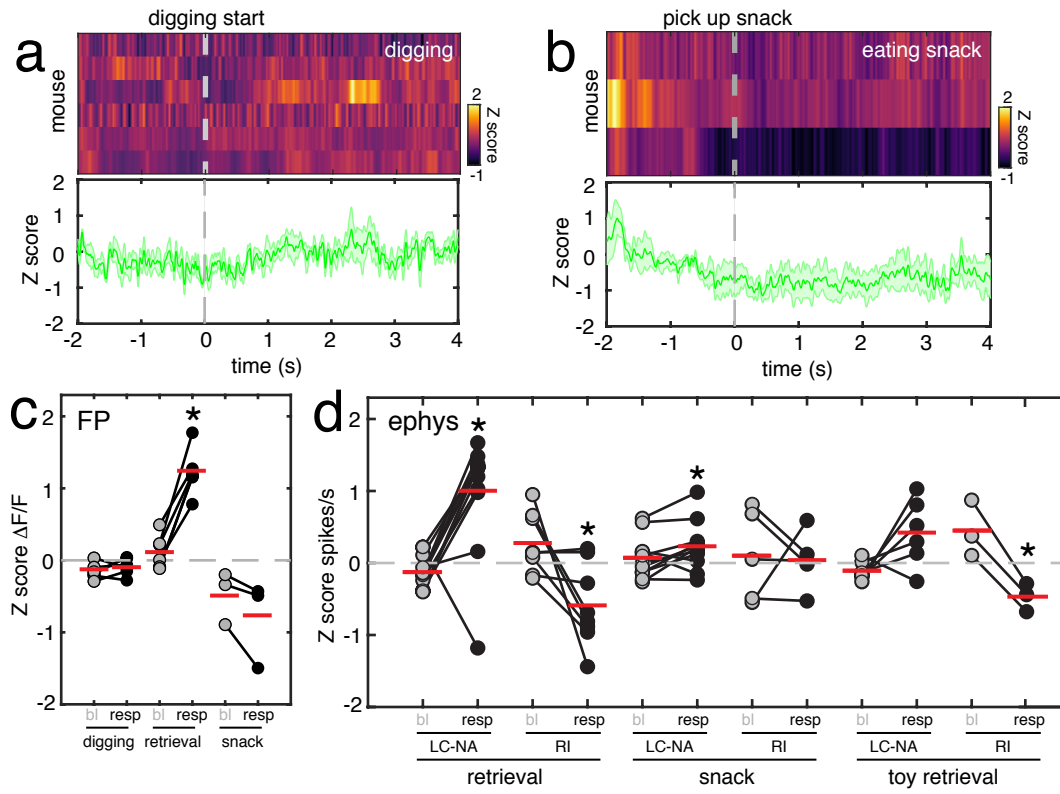 a
digging start
digging
mouse
2
Z score
-1
2
1
0
-1
-2
Z score
-2 -1 0 1 2 3 4
time (s)
b
pick up snack
eating snack
mouse
2
Z score
-1
2
1
0
-1
-2
Z score
-2 -1 0 1 2 3 4
time (s)
c
FP
*
2
1
0
-1
-2
Z score ΔF/F
bl resp bl resp bl resp
digging retrieval snack
d
ephys
* * * *
2
1
0
-1
-2
Z score spikes/s
bl resp bl resp bl resp bl resp bl resp bl resp
LC-NA RI LC-NA RI LC-NA RI
retrieval snack toy retrieval